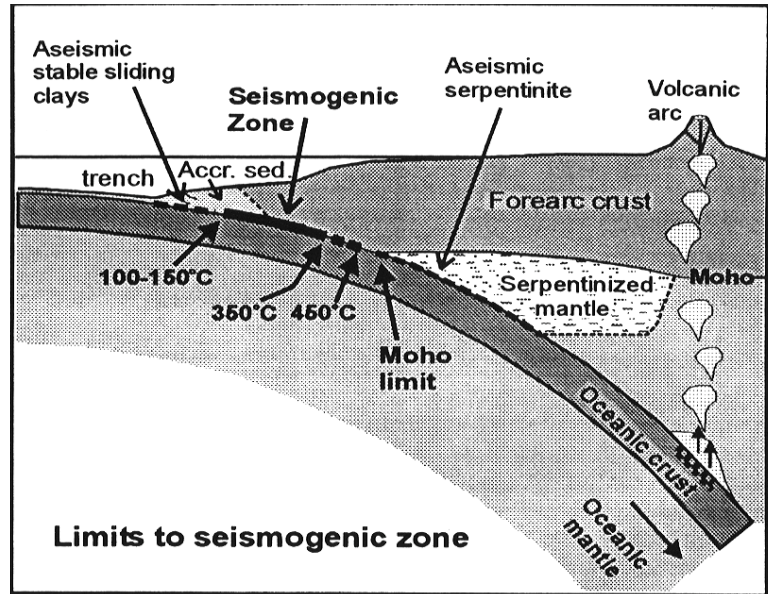 Aseismic
stable sliding
clays
Seismogenic
Zone
Aseismic
serpentinite
Volcanic
arc
trench
Accr. sed.
Forearc crust
100-150°C
350°C
450°C
Serpentinized
mantle
Moho
Moho
limit
Oceanic crust
Oceanic
mantle
Limits to seismogenic zone